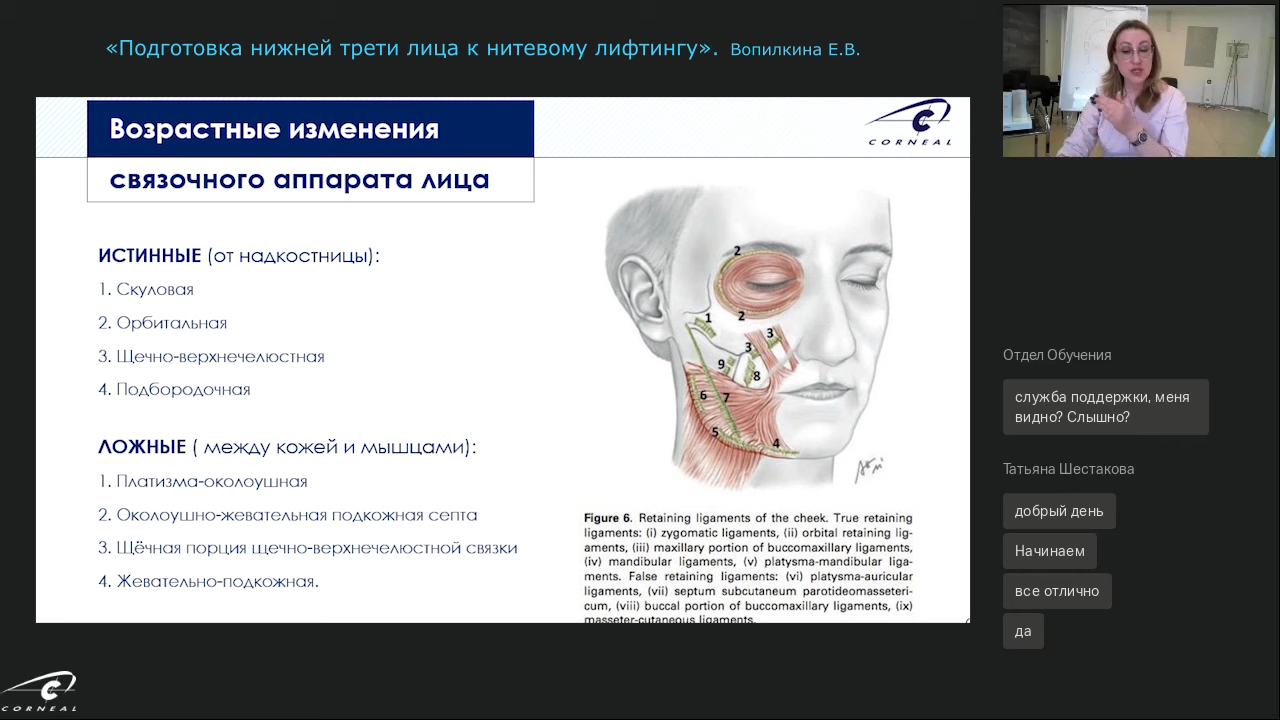 «Подготовка нижней трети лица к нитевому лифтингу». Вопилкина Е.В.
Возрастные изменения
связочного аппарата лица
CORNEAL
ИСТИННЫЕ (от надкостницы):
1. Скуловая
2. Орбитальная
3. Щечно-верхнечелюстная
4. Подбородочная
ЛОЖНЫЕ ( между кожей и мышцами):
1. Платизма-околоушная
2. Околоушно-жевательная подкожная септа
3. Щёчная порция щечно-верхнечелюстной связки
4. Жевательно-подкожная.
2
2
1
3
3
9
8
6
7
5
4
Figure 6. Retaining ligaments of the cheek. True retaining
ligaments: (i) zygomatic ligaments, (ii) orbital retaining lig-
aments, (iii) maxillary portion of buccomaxillary ligaments,
(iv) mandibular ligaments, (v) platysma-mandibular liga-
ments. False retaining ligaments: (vi) platysma-auricular
ligaments, (vii) septum subcutaneum parotideomasseteri-
cum, (viii) buccal portion of buccomaxillary ligaments, (ix)
masseter-cutaneous ligaments.
Отдел Обучения
служба поддержки, меня
видно? Слышно?
Татьяна Шестакова
добрый день
Начинаем
все отлично
да
CORNEAL